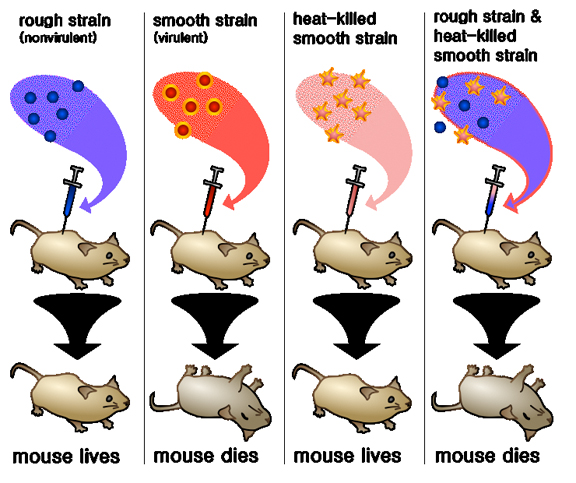 rough strain
(nonvirulent)
smooth strain
(virulent)
heat-killed
smooth strain
rough strain &
heat-killed
smooth strain
mouse lives
mouse dies
mouse lives
mouse dies